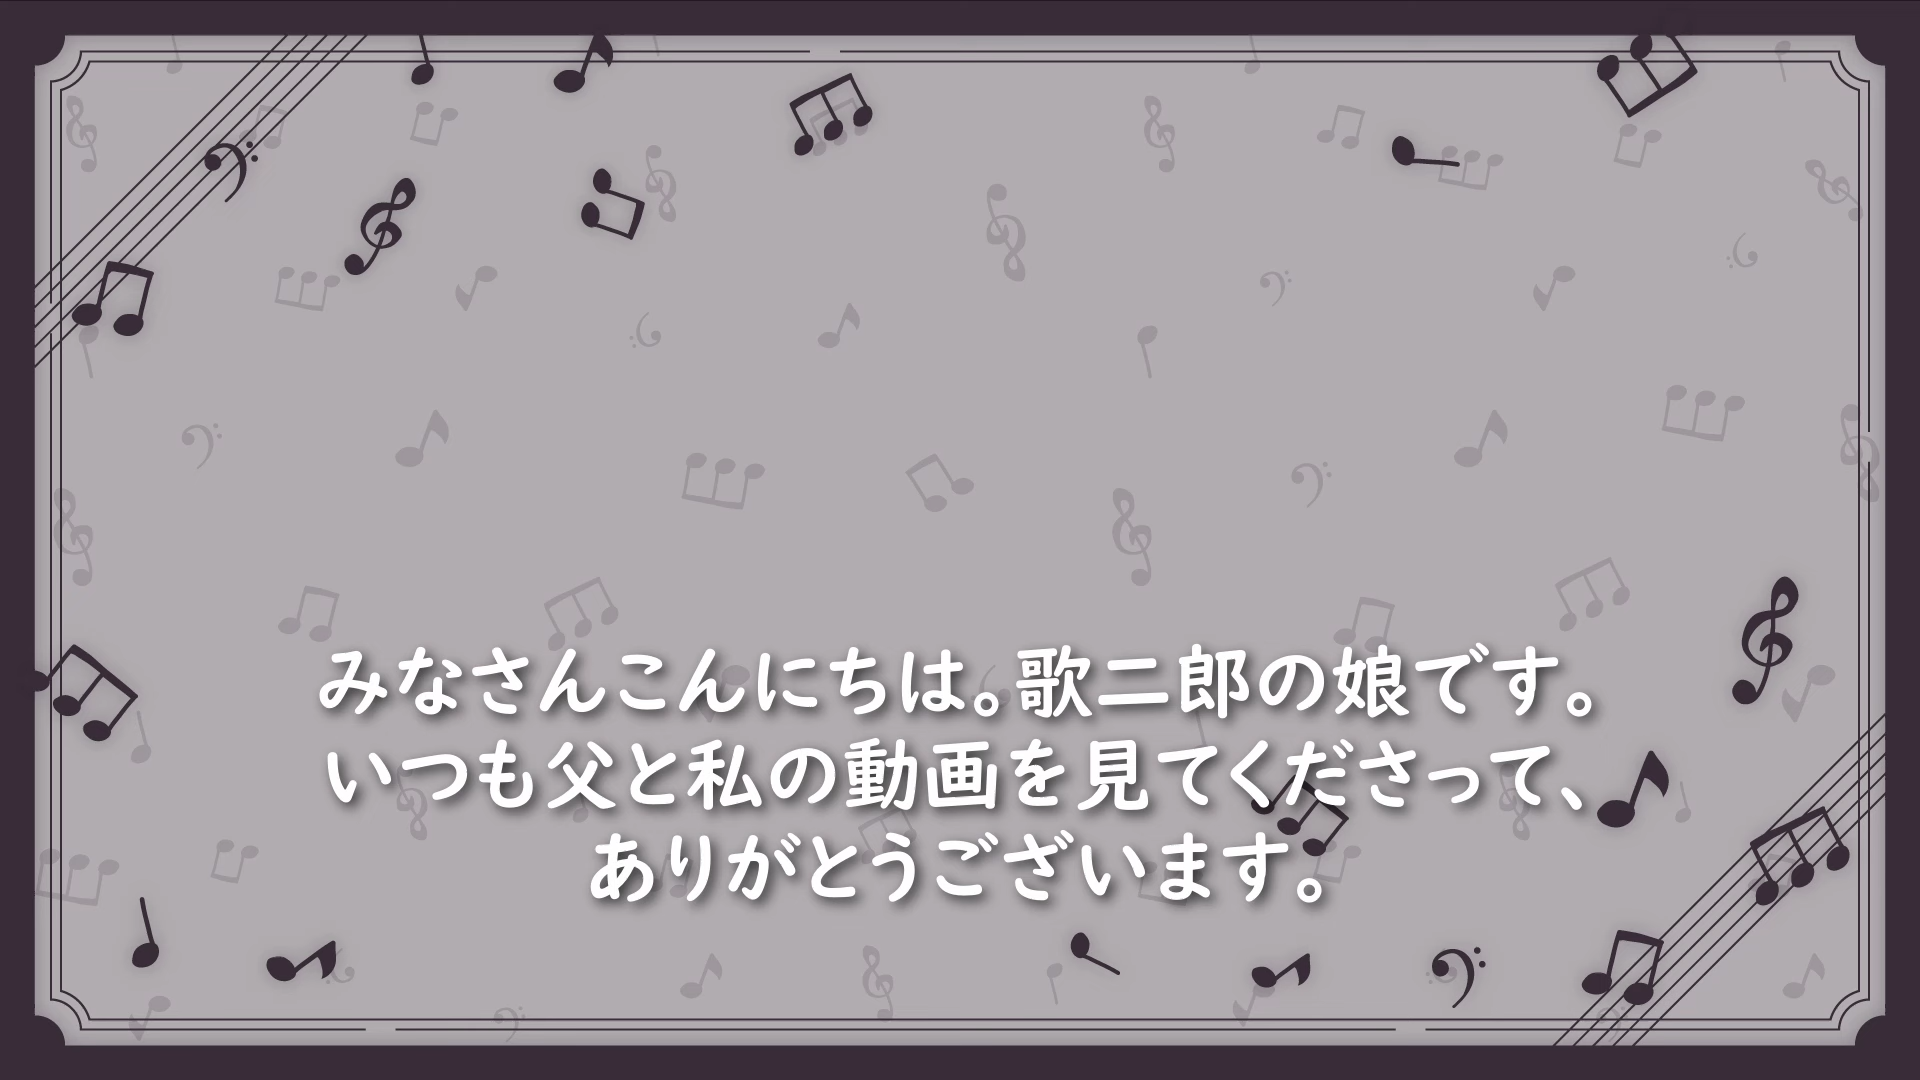 みなさんこんにちは。歌二郎の娘です。
いつも父と私の動画を見てくださって、
ありがとうございます。